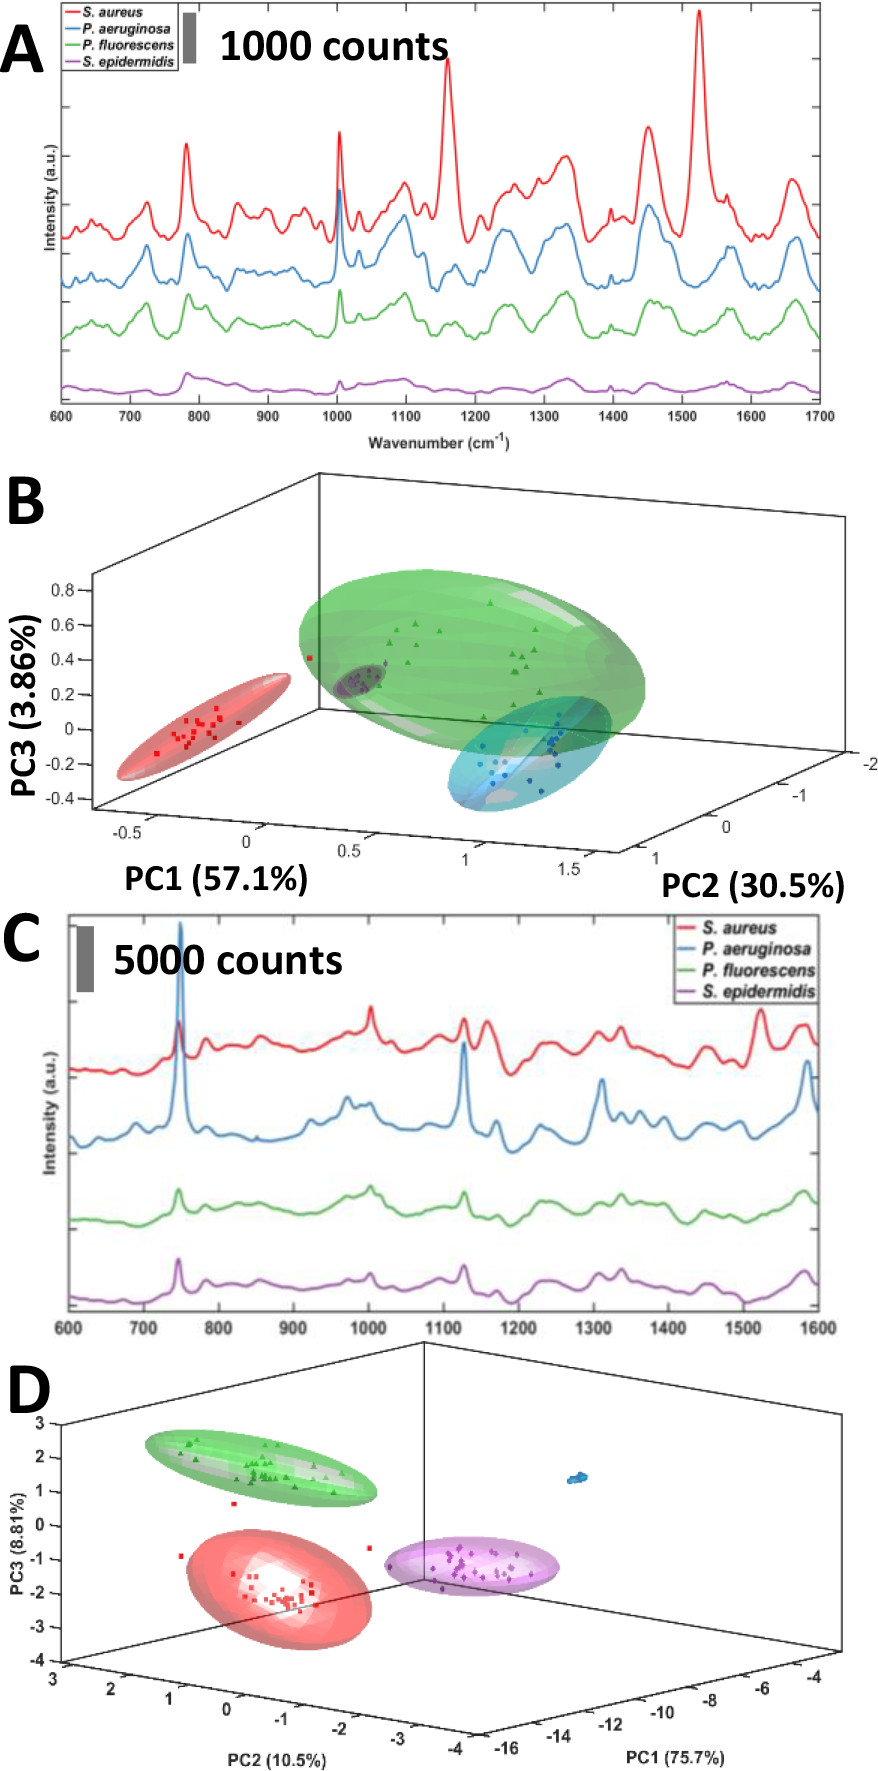 A
S. aureus
P. aeruginosa
P. fluorescens
S. epidermidis
1000 counts
Intensity (a.u.)
600 700 800 900 1000 1100 1200 1300 1400 1500 1600 1700
Wavenumber (cm-1)
B
0.8
0.6
0.4
0.2
0
-0.2
-0.4
PC3 (3.86%)
-0.5 0 0.5 1 1.5
PC1 (57.1%)
1 0 -1 -2
PC2 (30.5%)
C
5000 counts
S. aureus
P. aeruginosa
P. fluorescens
S. epidermidis
Intensity (a.u.)
600 700 800 900 1000 1100 1200 1300 1400 1500 1600
D
3
2
1
0
-1
-2
-3
-4
PC3 (8.81%)
3 2 1 0 -1 -2 -3 -4
PC2 (10.5%)
-16 -14 -12 -10 -8 -6 -4
PC1 (75.7%)